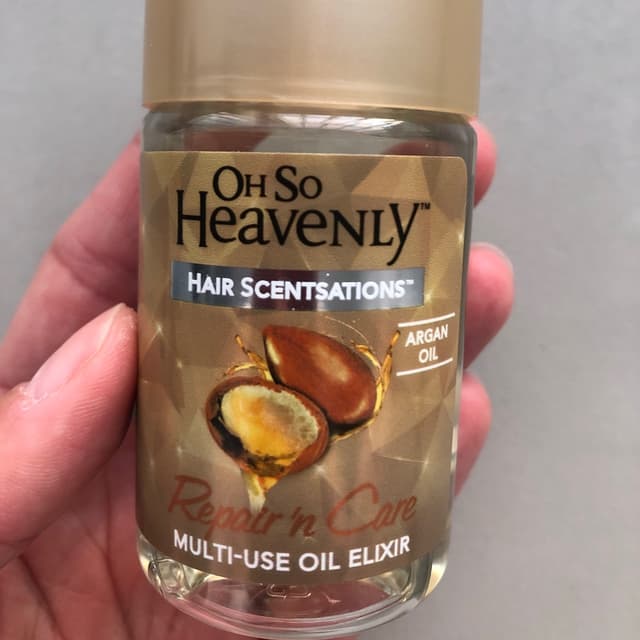 Oh So
Heavenly™
Hair Scentsations™
ARGAN
OIL
Repair 'n Care
MULTI-USE OIL ELIXIR